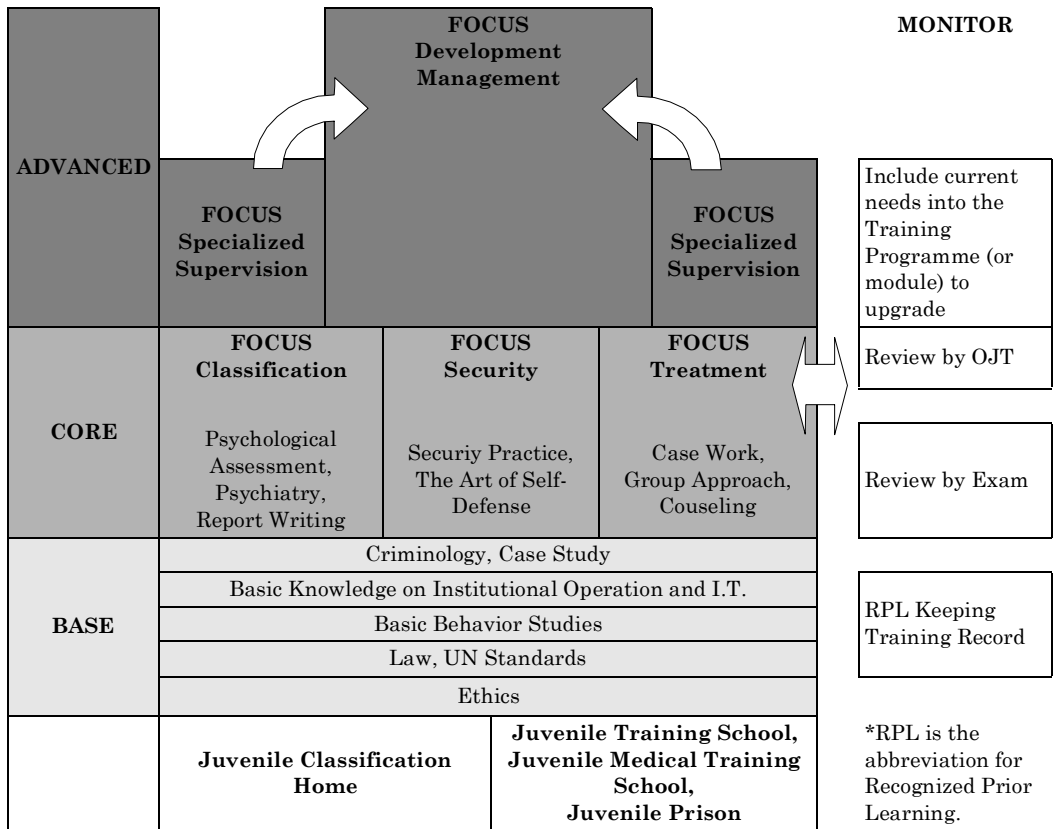 FOCUS
Development
Management
MONITOR
ADVANCED
FOCUS
Specialized
Supervision
FOCUS
Specialized
Supervision
Include current
needs into the
Training
Programme (or
module) to
upgrade
CORE
FOCUS
Classification
Psychological
Assessment,
Psychiatry,
Report Writing
FOCUS
Security
Securiy Practice,
The Art of Self-
Defense
FOCUS
Treatment
Case Work,
Group Approach,
Couseling
Review by OJT
Review by Exam
BASE
Criminology, Case Study
Basic Knowledge on Institutional Operation and I.T.
Basic Behavior Studies
Law, UN Standards
Ethics
RPL Keeping
Training Record
Juvenile Classification
Home
Juvenile Training School,
Juvenile Medical Training
School,
Juvenile Prison
*RPL is the
abbreviation for
Recognized Prior
Learning.